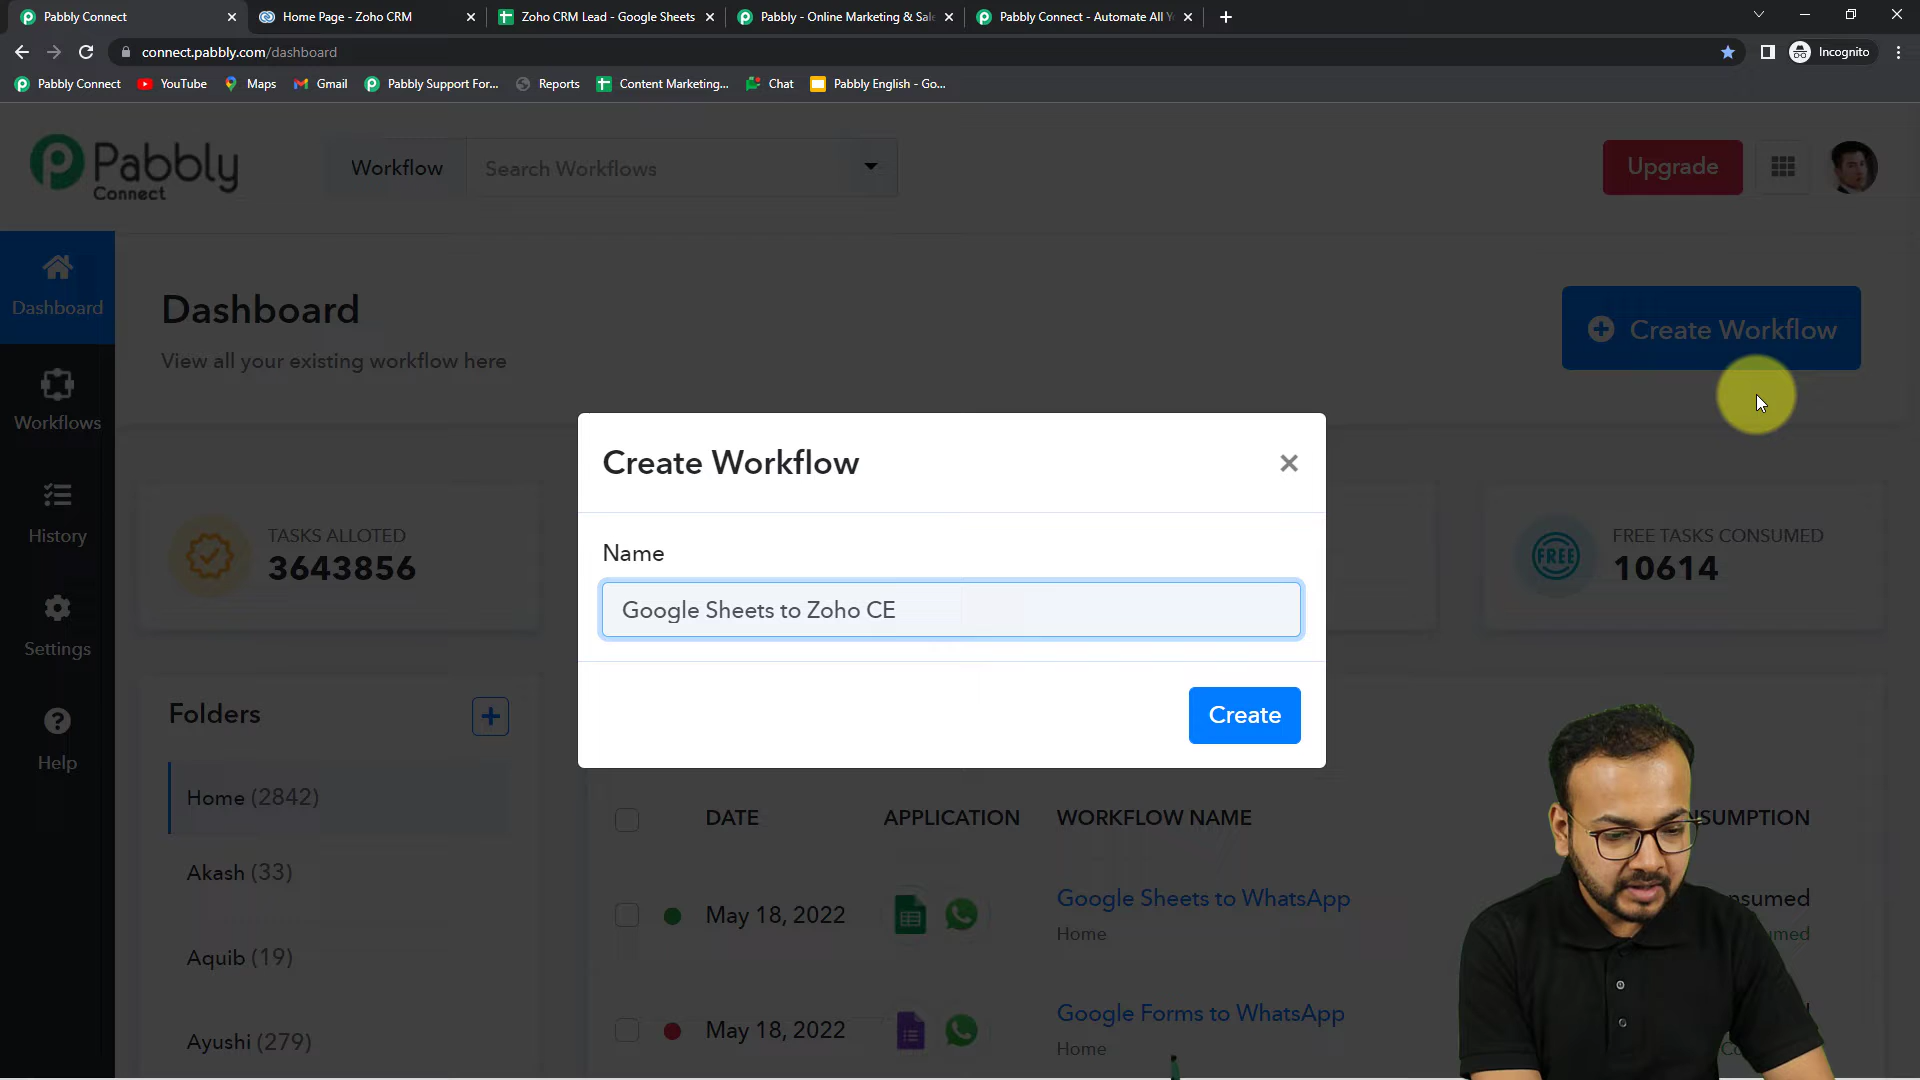 Pabbly Connect
Home Page - Zoho CRM
Zoho CRM Lead - Google Sheets
Pabbly - Online Marketing & Sal
Pabbly Connect - Automate All Y
connect.pabbly.com/dashboard
Incognito
Pabbly Connect
YouTube
Maps
Gmail
Pabbly Support For...
Reports
Content Marketing...
Chat
Pabbly English - Go...
Pabbly
Connect
Workflow
Search Workflows
Upgrade
Dashboard
Dashboard
View all your existing workflow here
Create Workflow
Workflows
Create Workflow
×
History
TASKS ALLOTED
3643856
Name
Google Sheets to Zoho CE
FREE
FREE TASKS CONSUMED
10614
Settings
Create
Folders
Help
Home (2842)
Akash (33)
Aquib (19)
Ayushi (279)
DATE
APPLICATION
WORKFLOW NAME
NSUMPTION
May 18, 2022
Google Sheets to WhatsApp
Home
nsumed
umed
May 18, 2022
Google Forms to WhatsApp
Home